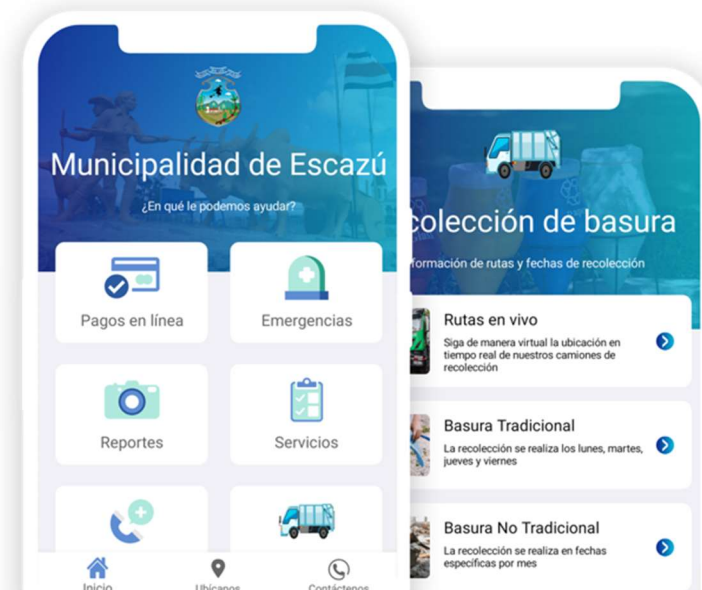 Municipalidad de Escazú
¿En qué le podemos ayudar?
Pagos en línea
Emergencias
Reportes
Servicios
Inicio
Ubícanos
Contáctenos
colección de basura
formación de rutas y fechas de recolección
Rutas en vivo
Siga de manera virtual la ubicación en
tiempo real de nuestros camiones de
recolección
Basura Tradicional
La recolección se realiza los lunes, martes,
jueves y viernes
Basura No Tradicional
La recolección se realiza en fechas
específicas por mes